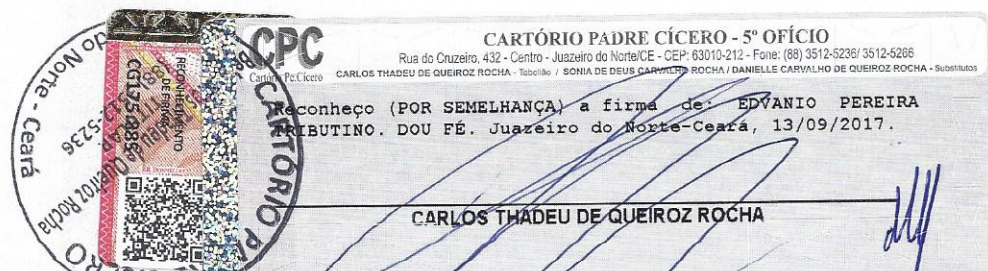 CPC
Cartório Pe.Cícero
CARTÓRIO PADRE CÍCERO - 5º OFÍCIO
Rua do Cruzeiro, 432 - Centro - Juazeiro do Norte/CE - CEP: 63010-212 - Fone: (88) 3512-5236/ 3512-5266
CARLOS THADEU DE QUEIROZ ROCHA - Tabelião / SONIA DE DEUS CARVALHO ROCHA / DANIELLE CARVALHO DE QUEIROZ ROCHA - Substitutos
Reconheço (POR SEMELHANÇA) a firma de: EDVANIO PEREIRA
TRIBUTINO. DOU FÉ. Juazeiro do Norte-Ceará, 13/09/2017.
CARLOS THADEU DE QUEIROZ ROCHA
RECONHECIMENTO
DE FIRMA
do Norte - Ceará
CARTÓRIO
Queiroz Rocha